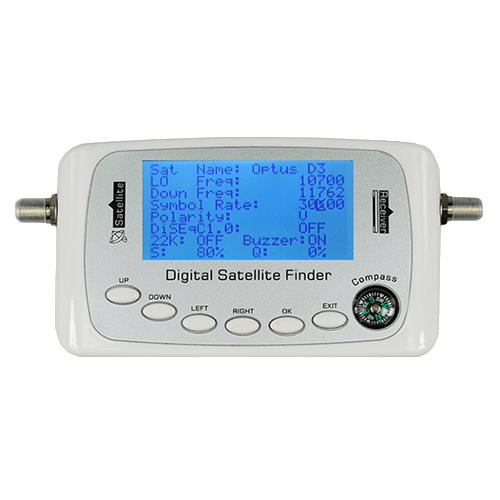 Sat Name: Optus D3
LO Freq: 10700
Down Freq: 11762
Symbol Rate:
Polarity: V
DiSEqC1.0: OFF
22K: OFF Buzzer:ON
S: 80% Q: 0%
Satellite
Receiver
Digital Satellite Finder
Compass
UP
DOWN
LEFT
RIGHT
OK
EXIT